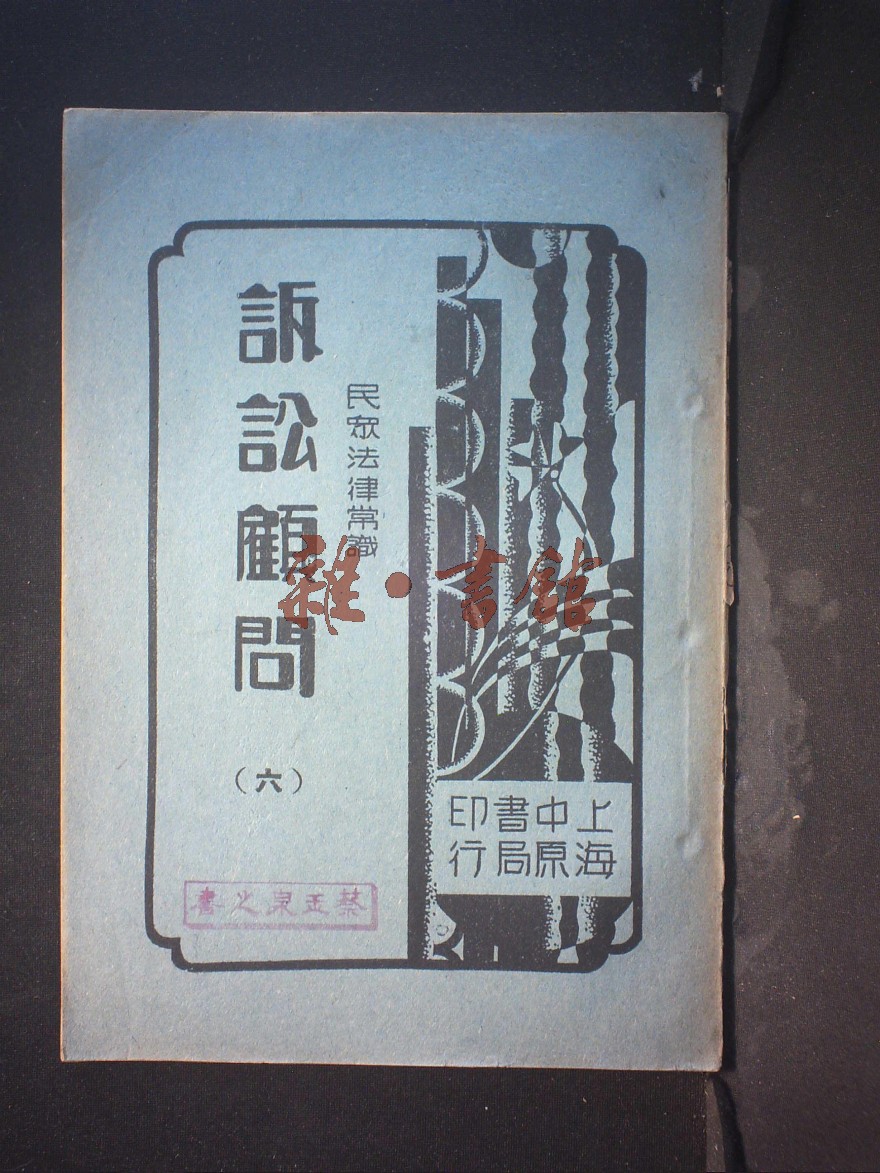 民眾法律常識
訴訟顧問
（六）
上海中原書局印行
蔡玉泉之書
雜·書館